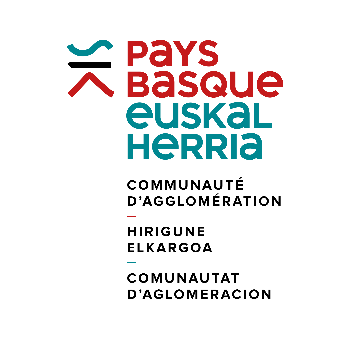 PAYS
BASQUE
EUSKAL
HERRIA
COMMUNAUTÉ
D'AGGLOMÉRATION
HIRIGUNE
ELKARGOA
COMUNAUTAT
D'AGLOMERACION